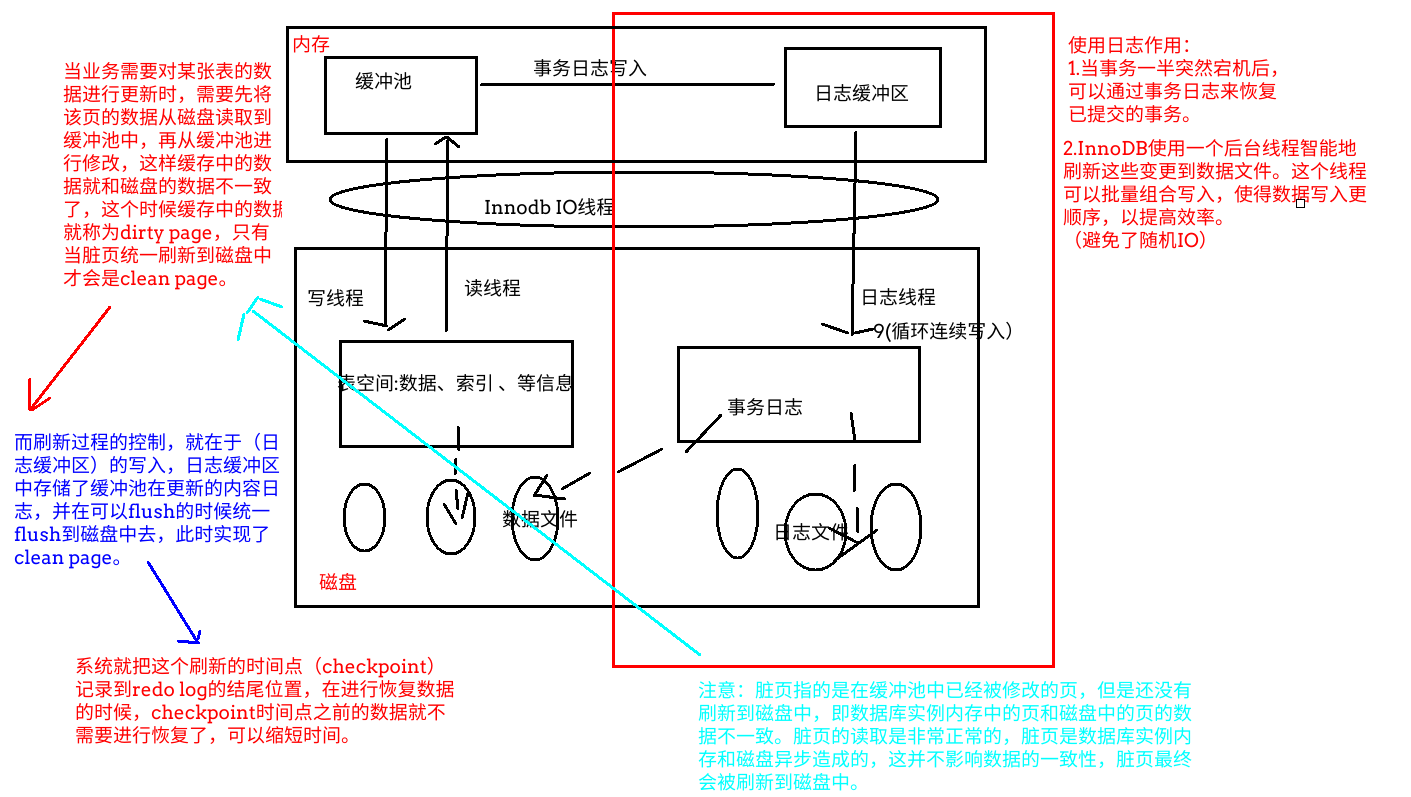 内存
缓冲池
事务日志写入
日志缓冲区
使用日志作用：
1.当事务一半突然宕机后，
可以通过事务日志来恢复
已提交的事务。
2.InnoDB使用一个后台线程智能地
刷新这些变更到数据文件。这个线程
可以批量组合写入，使得数据写入更
顺序，以提高效率。
（避免了随机IO）
当业务需要对某张表的数
据进行更新时，需要先将
该页的数据从磁盘读取到
缓冲池中，再从缓冲池进
行修改，这样缓存中的数
据就和磁盘的数据不一致
了，这个时候缓存中的数据
就称为dirty page，只有
当脏页统一刷新到磁盘中
才会是clean page。
Innodb IO线程
写线程
读线程
日志线程
9(循环连续写入）
表空间:数据、索引 、等信息
事务日志
数据文件
日志文件
磁盘
而刷新过程的控制，就在于（日
志缓冲区）的写入，日志缓冲区
中存储了缓冲池在更新的内容日
志，并在可以flush的时候统一
flush到磁盘中去，此时实现了
clean page。
系统就把这个刷新的时间点（checkpoint）
记录到redo log的结尾位置，在进行恢复数据
的时候，checkpoint时间点之前的数据就不
需要进行恢复了，可以缩短时间。
注意：脏页指的是在缓冲池中已经被修改的页，但是还没有
刷新到磁盘中，即数据库实例内存中的页和磁盘中的页的数
据不一致。脏页的读取是非常正常的，脏页是数据库实例内
存和磁盘异步造成的，这并不影响数据的一致性，脏页最终
会被刷新到磁盘中。